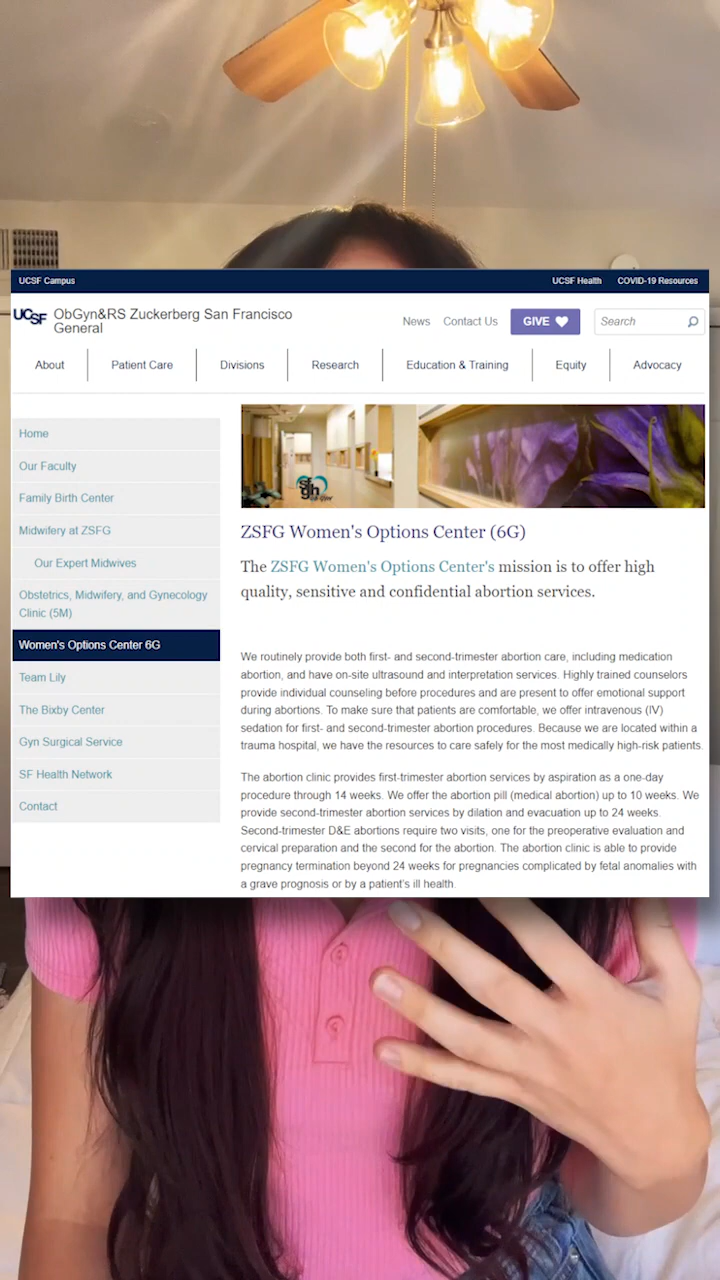 UCSF Campus
UCSF Health
COVID-19 Resources
UCSF
ObGyn&RS Zuckerberg San Francisco
General
News
Contact Us
GIVE
Search
About
Patient Care
Divisions
Research
Education & Training
Equity
Advocacy
Home
Our Faculty
Family Birth Center
Midwifery at ZSFG
Our Expert Midwives
Obstetrics, Midwifery, and Gynecology
Clinic (5M)
Women's Options Center 6G
Team Lily
The Bixby Center
Gyn Surgical Service
SF Health Network
Contact
sfgh
ZSFG Women's Options Center (6G)
The ZSFG Women's Options Center's mission is to offer high
quality, sensitive and confidential abortion services.
We routinely provide both first- and second-trimester abortion care, including medication
abortion, and have on-site ultrasound and interpretation services. Highly trained counselors
provide individual counseling before procedures and are present to offer emotional support
during abortions. To make sure that patients are comfortable, we offer intravenous (IV)
sedation for first- and second-trimester abortion procedures. Because we are located within a
trauma hospital, we have the resources to care safely for the most medically high-risk patients.
The abortion clinic provides first-trimester abortion services by aspiration as a one-day
procedure through 14 weeks. We offer the abortion pill (medical abortion) up to 10 weeks. We
provide second-trimester abortion services by dilation and evacuation up to 24 weeks.
Second-trimester D&E abortions require two visits, one for the preoperative evaluation and
cervical preparation and the second for the abortion. The abortion clinic is able to provide
pregnancy termination beyond 24 weeks for pregnancies complicated by fetal anomalies with
a grave prognosis or by a patient's ill health.